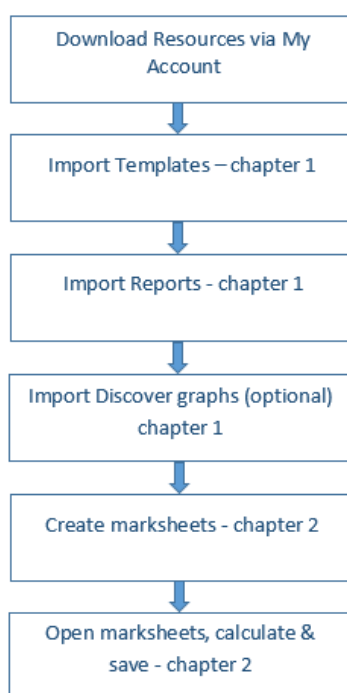 Download Resources via My
Account
Import Templates – chapter 1
Import Reports - chapter 1
Import Discover graphs (optional)
chapter 1
Create marksheets - chapter 2
Open marksheets, calculate &
save - chapter 2